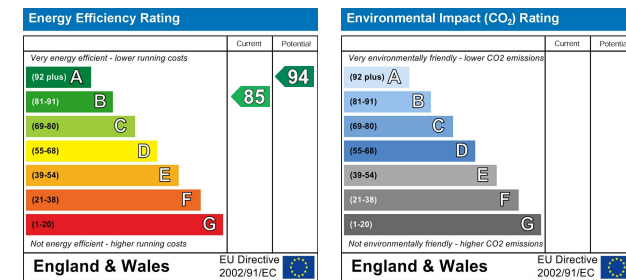 Energy Efficiency Rating
Current Potential
Very energy efficient - lower running costs
(92 plus) A
94
(81-91) B
85
(69-80) C
(55-68) D
(39-54) E
(21-38) F
(1-20) G
Not energy efficient - higher running costs
England & Wales
EU Directive
2002/91/EC
Environmental Impact (CO₂) Rating
Current Potential
Very environmentally friendly - lower CO2 emissions
(92 plus) A
(81-91) B
(69-80) C
(55-68) D
(39-54) E
(21-38) F
(1-20) G
Not environmentally friendly - higher CO2 emissions
England & Wales
EU Directive
2002/91/EC